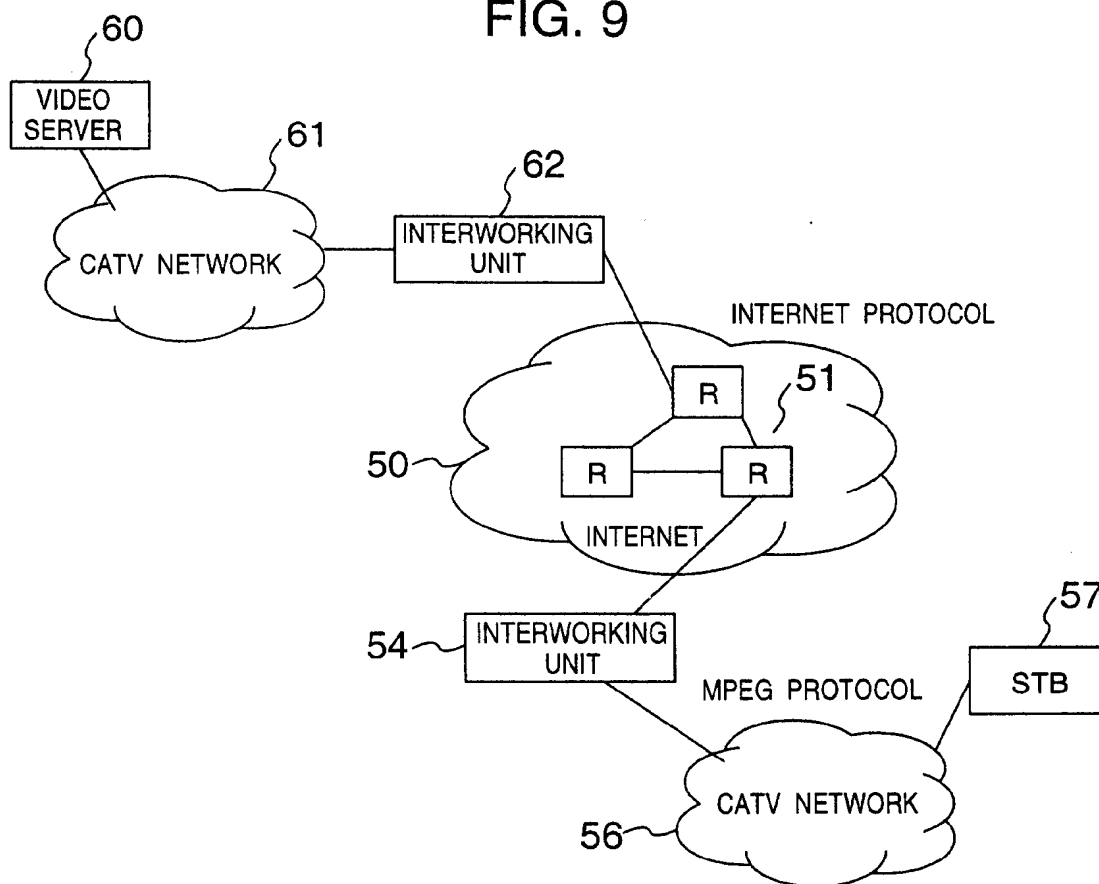 FIG. 9
60
VIDEO
SERVER
61
CATV NETWORK
62
INTERWORKING
UNIT
INTERNET PROTOCOL
R
51
R
R
50
INTERNET
54
INTERWORKING
UNIT
57
STB
MPEG PROTOCOL
CATV NETWORK
56